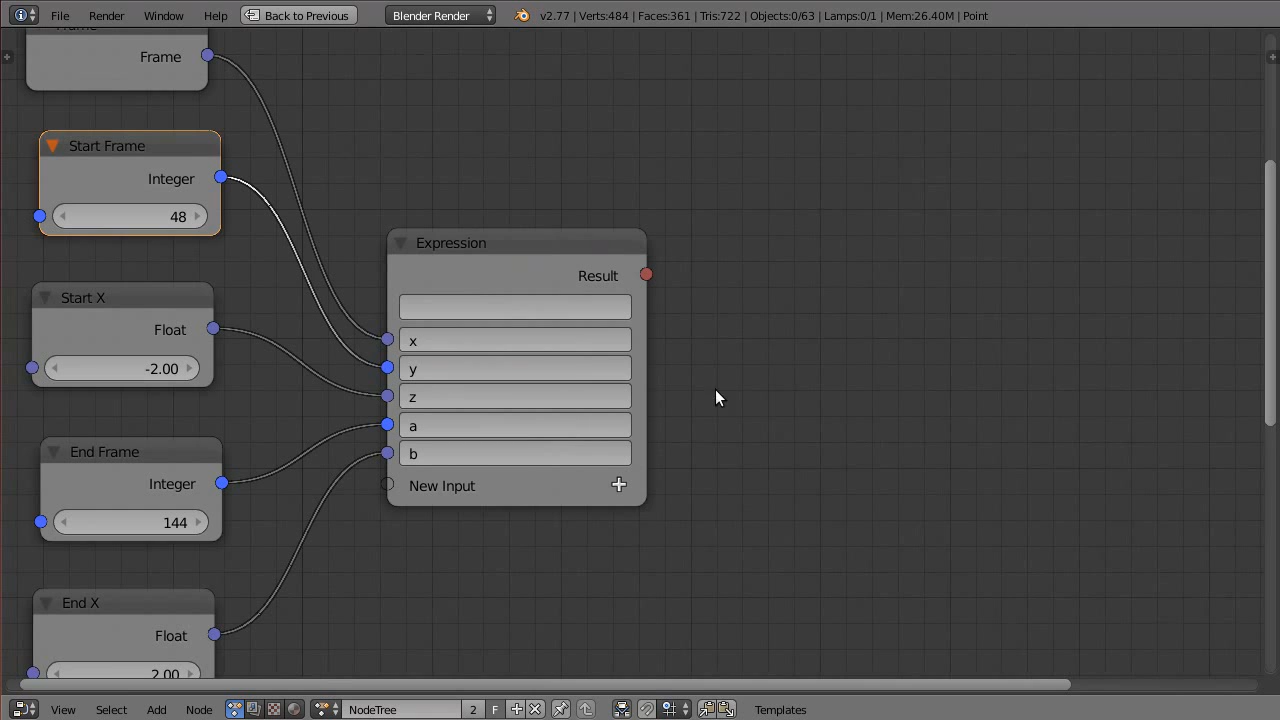 File Render Window Help Back to Previous Blender Render v2.77 | Verts:484 | Faces:361 | Tris:722 | Objects:0/63 | Lamps:0/1 | Mem:26.40M | Point
Frame
Frame
Start Frame
Integer
48
Start X
Float
-2.00
End Frame
Integer
144
End X
Float
2.00
Expression
Result
x
y
z
a
b
New Input
View Select Add Node NodeTree 2 F Templates